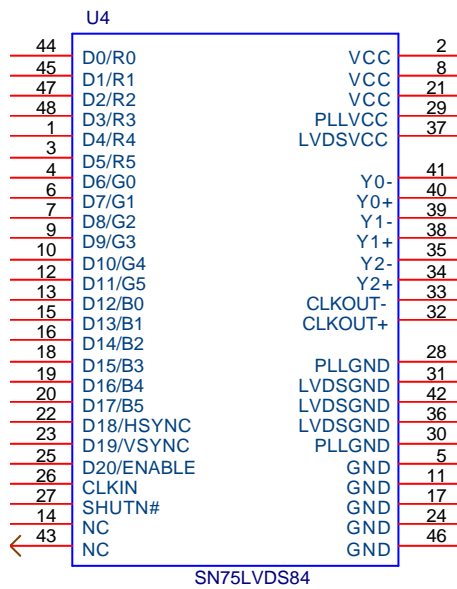 U4
44 D0/R0 VCC 2
45 D1/R1 VCC 8
47 D2/R2 VCC 21
48 D3/R3 PLLVCC 29
1 D4/R4 LVDSVCC 37
3 D5/R5
4 D6/G0 Y0- 41
6 D7/G1 Y0+ 40
7 D8/G2 Y1- 39
9 D9/G3 Y1+ 38
10 D10/G4 Y2- 35
12 D11/G5 Y2+ 34
13 D12/B0 CLKOUT- 33
15 D13/B1 CLKOUT+ 32
16 D14/B2
18 D15/B3 PLLGND 28
19 D16/B4 LVDSGND 31
20 D17/B5 LVDSGND 42
22 D18/HSYNC LVDSGND 36
23 D19/VSYNC PLLGND 30
25 D20/ENABLE GND 5
26 CLKIN GND 11
27 SHUTN# GND 17
14 NC GND 24
43 NC GND 46
SN75LVDS84